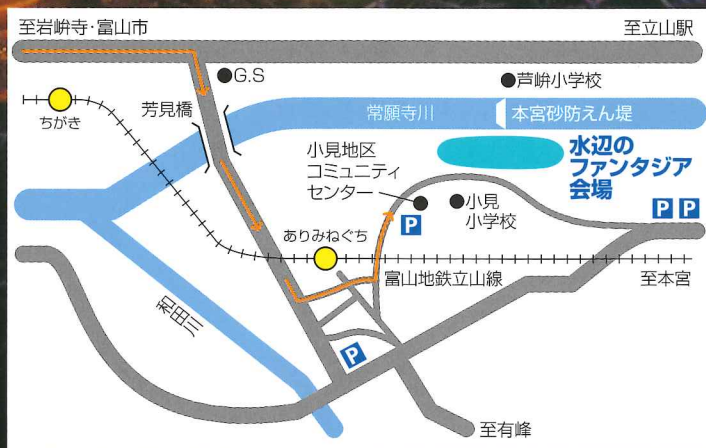 至岩峅寺・富山市
至立山駅
G.S
芦峅小学校
芳見橋
ちがき
常願寺川
本宮砂防えん堤
水辺の
ファンタジア
会場
小見地区
コミュニティ
センター
小見
小学校
P
P P
ありみねぐち
富山地鉄立山線
至本宮
和田川
P
至有峰